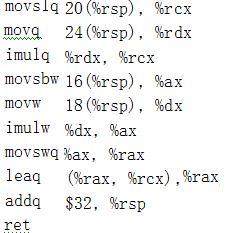 movslq 20(%rsp), %rcx
movq 24(%rsp), %rdx
imulq %rdx, %rcx
movsbw 16(%rsp), %ax
movw 18(%rsp), %dx
imulw %dx, %ax
movswq %ax, %rax
leaq (%rax, %rcx),%rax
addq $32, %rsp
ret